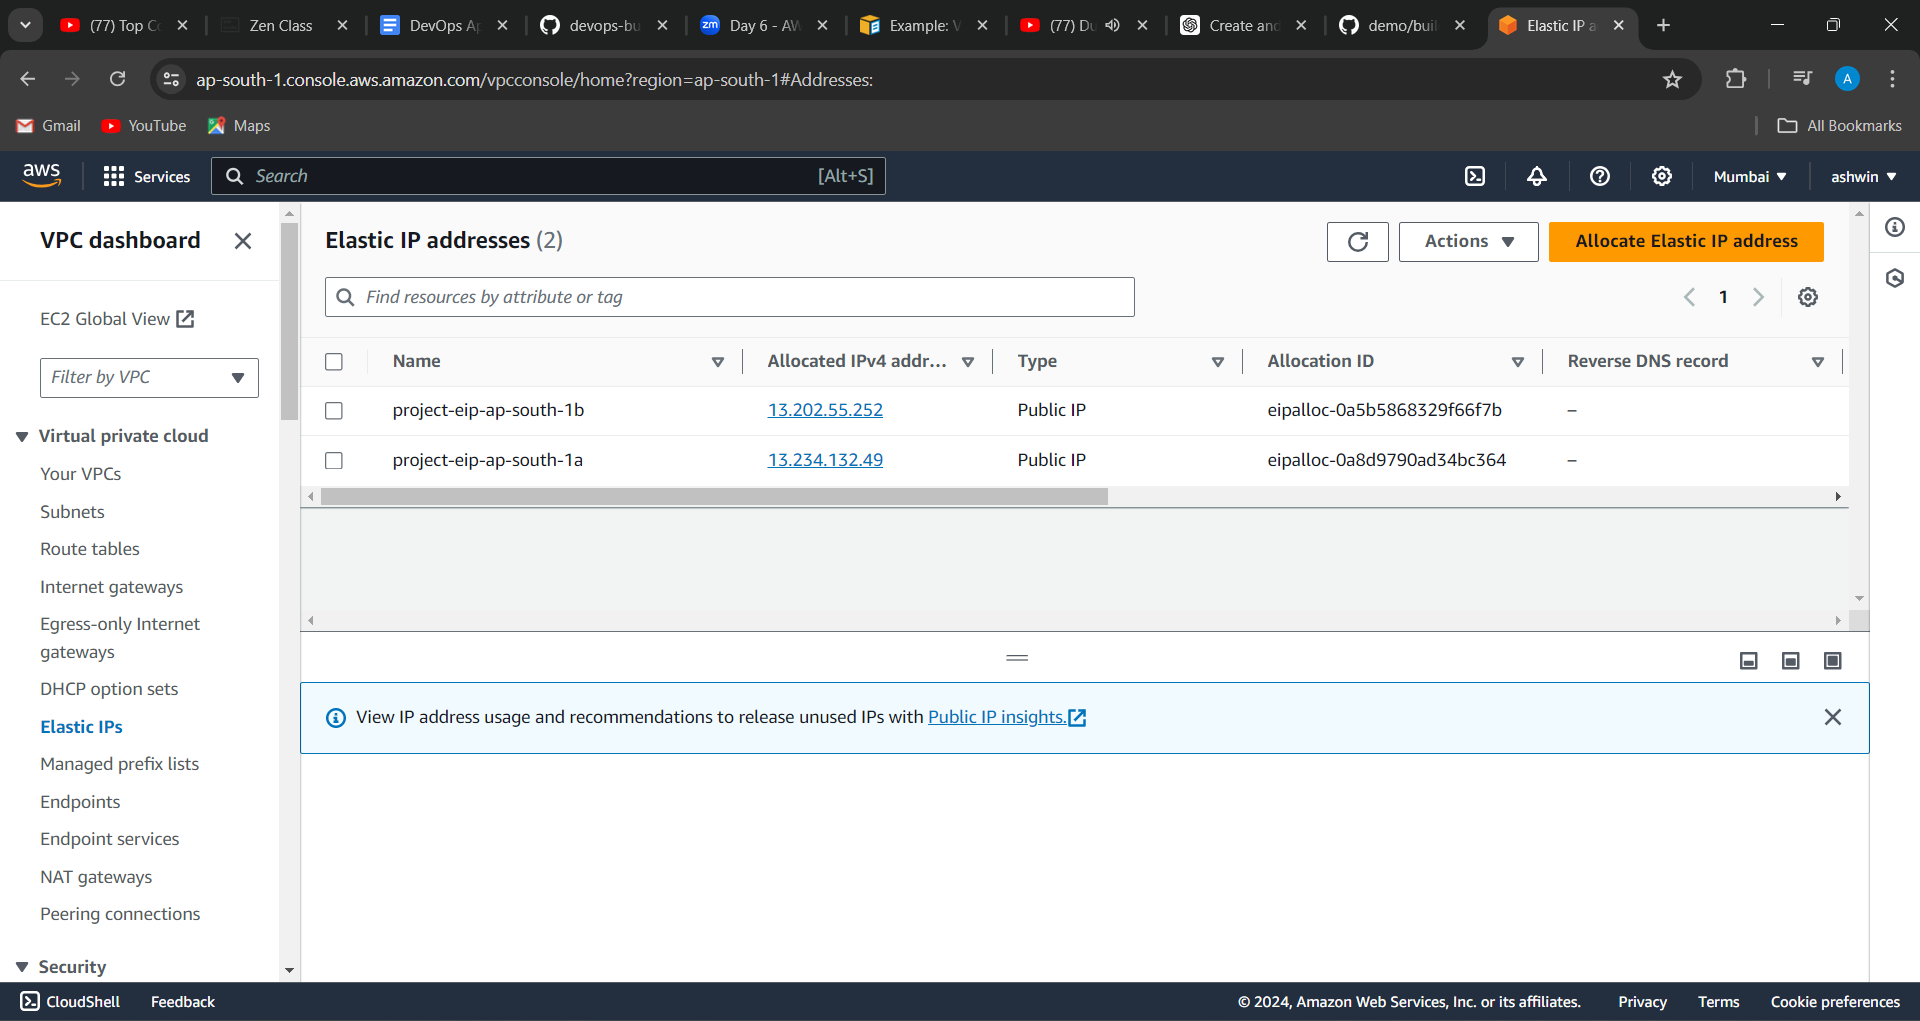 (77) Top Co
Zen Class
DevOps Ap
devops-bu
zm
Day 6 - AW
Example: V
(77) Du
Create and
demo/buil
Elastic IP a
ap-south-1.console.aws.amazon.com/vpcconsole/home?region=ap-south-1#Addresses:
A
Gmail
YouTube
Maps
All Bookmarks
aws
Services
Search
[Alt+S]
Mumbai
ashwin
VPC dashboard
EC2 Global View
Filter by VPC
Virtual private cloud
Your VPCs
Subnets
Route tables
Internet gateways
Egress-only Internet
gateways
DHCP option sets
Elastic IPs
Managed prefix lists
Endpoints
Endpoint services
NAT gateways
Peering connections
Security
Elastic IP addresses (2)
Actions
Allocate Elastic IP address
Find resources by attribute or tag
1
Name
Allocated IPv4 addr...
Type
Allocation ID
Reverse DNS record
project-eip-ap-south-1b
13.202.55.252
Public IP
eipalloc-0a5b5868329f66f7b
–
project-eip-ap-south-1a
13.234.132.49
Public IP
eipalloc-0a8d9790ad34bc364
–
View IP address usage and recommendations to release unused IPs with Public IP insights.
CloudShell
Feedback
© 2024, Amazon Web Services, Inc. or its affiliates.
Privacy
Terms
Cookie preferences